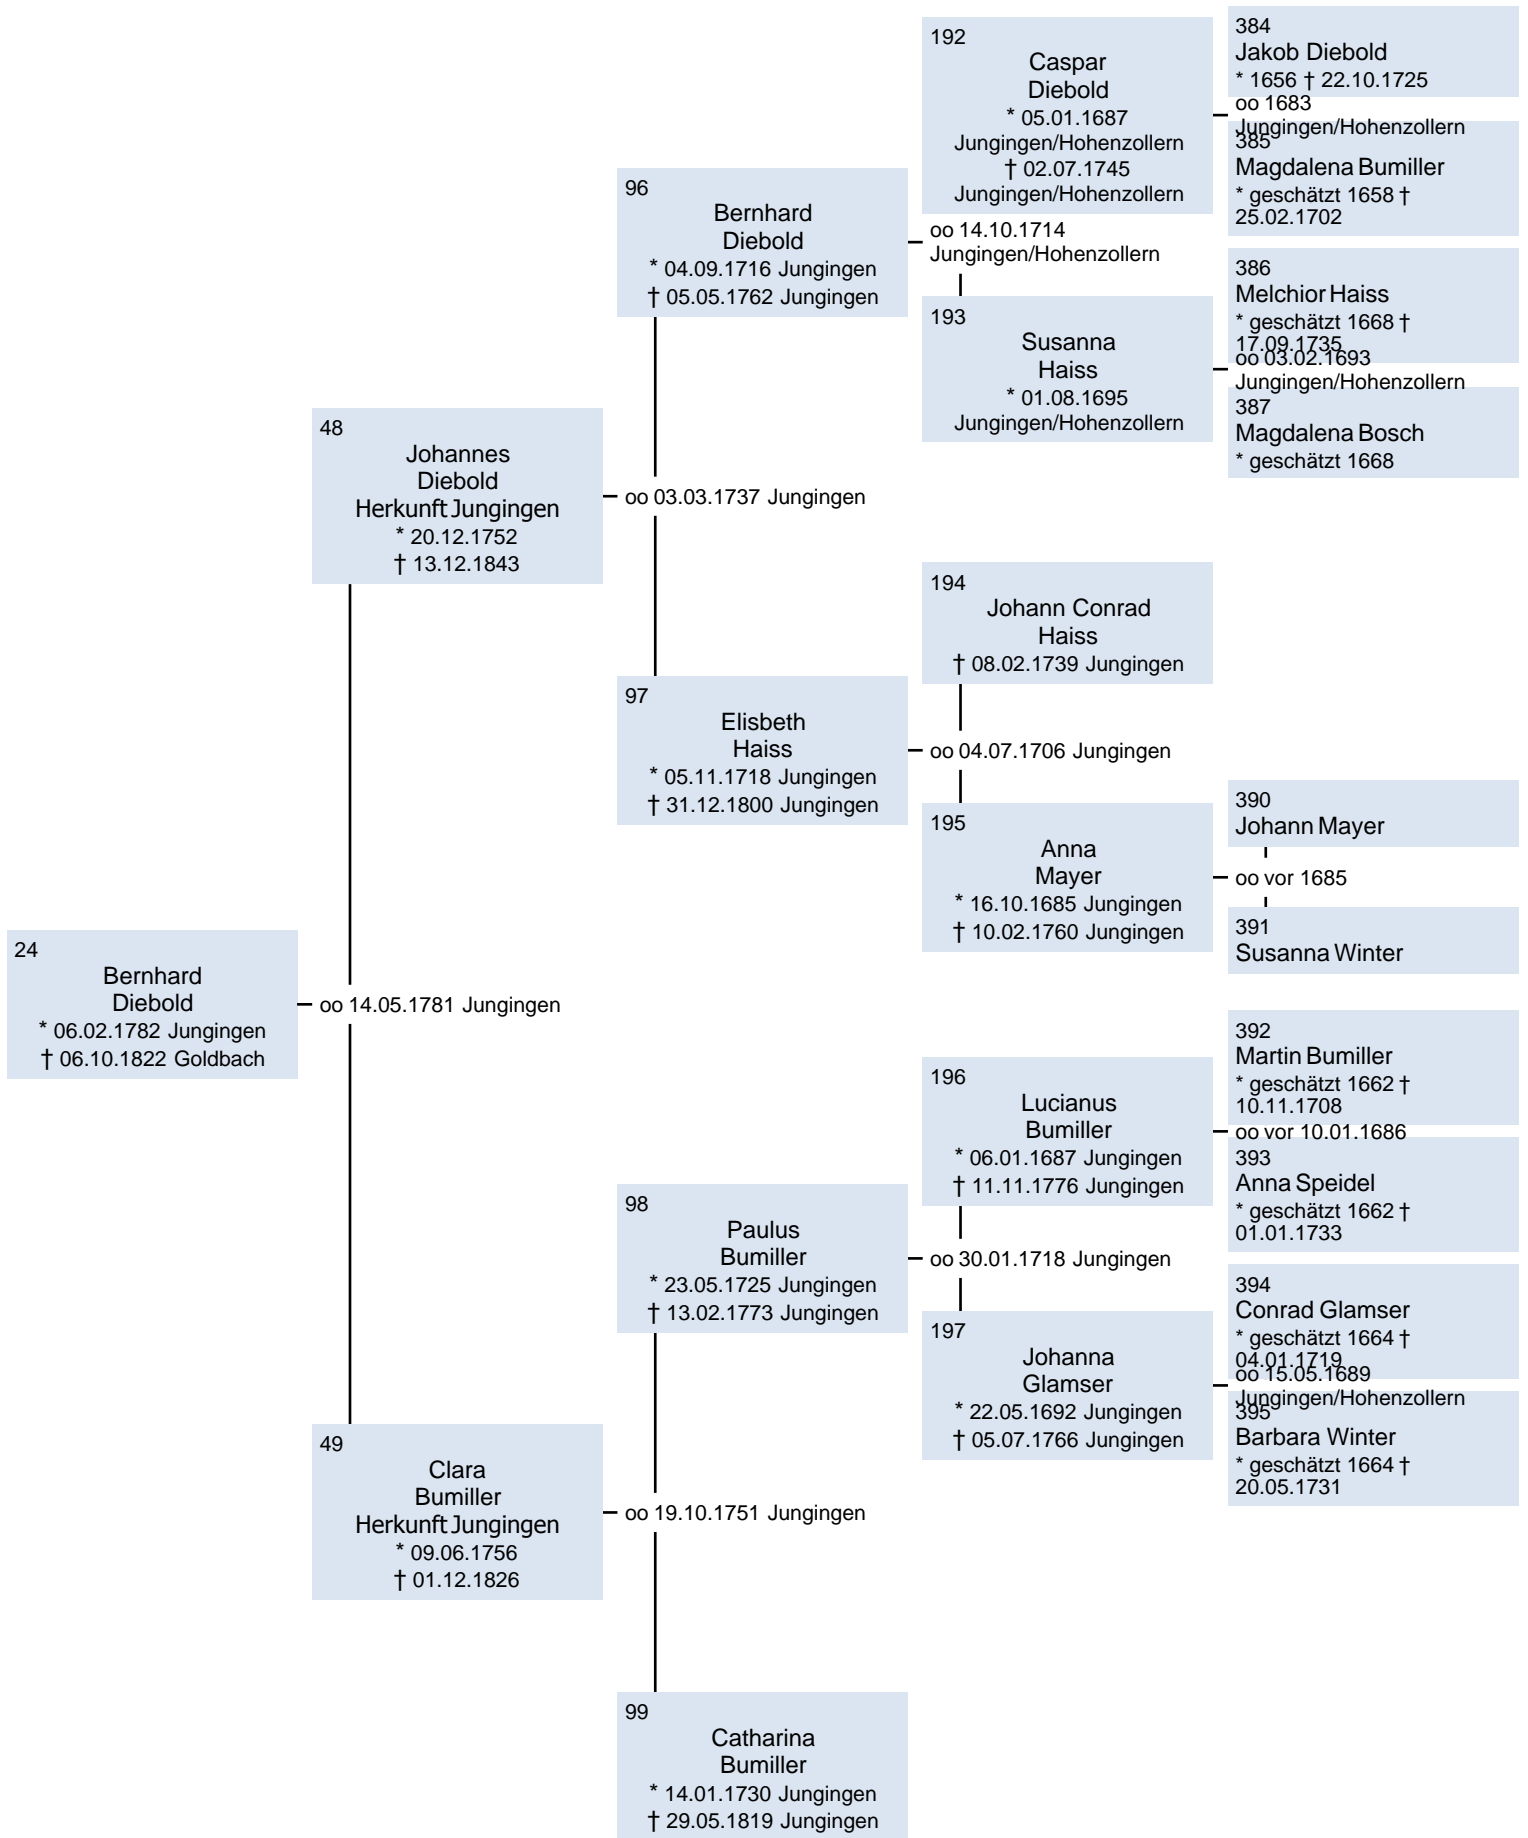 24
Bernhard
Diebold
* 06.02.1782 Jungingen
† 06.10.1822 Goldbach
48
Johannes
Diebold
Herkunft Jungingen
* 20.12.1752
† 13.12.1843
oo 14.05.1781 Jungingen
49
Clara
Bumiller
Herkunft Jungingen
* 09.06.1756
† 01.12.1826
96
Bernhard
Diebold
* 04.09.1716 Jungingen
† 05.05.1762 Jungingen
oo 03.03.1737 Jungingen
97
Elisbeth
Haiss
* 05.11.1718 Jungingen
† 31.12.1800 Jungingen
98
Paulus
Bumiller
* 23.05.1725 Jungingen
† 13.02.1773 Jungingen
oo 19.10.1751 Jungingen
99
Catharina
Bumiller
* 14.01.1730 Jungingen
† 29.05.1819 Jungingen
192
Caspar
Diebold
* 05.01.1687
Jungingen/Hohenzollern
† 02.07.1745
Jungingen/Hohenzollern
oo 14.10.1714
Jungingen/Hohenzollern
193
Susanna
Haiss
* 01.08.1695
Jungingen/Hohenzollern
194
Johann Conrad
Haiss
† 08.02.1739 Jungingen
oo 04.07.1706 Jungingen
195
Anna
Mayer
* 16.10.1685 Jungingen
† 10.02.1760 Jungingen
196
Lucianus
Bumiller
* 06.01.1687 Jungingen
† 11.11.1776 Jungingen
oo 30.01.1718 Jungingen
197
Johanna
Glamser
* 22.05.1692 Jungingen
† 05.07.1766 Jungingen
384
Jakob Diebold
* 1656 † 22.10.1725
oo 1683
Jungingen/Hohenzollern
385
Magdalena Bumiller
* geschätzt 1658 †
25.02.1702
386
Melchior Haiss
* geschätzt 1668 †
17.09.1735
oo 03.02.1693
Jungingen/Hohenzollern
387
Magdalena Bosch
* geschätzt 1668
390
Johann Mayer
oo vor 1685
391
Susanna Winter
392
Martin Bumiller
* geschätzt 1662 †
10.11.1708
oo vor 10.01.1686
393
Anna Speidel
* geschätzt 1662 †
01.01.1733
394
Conrad Glamser
* geschätzt 1664 †
04.01.1719
oo 15.05.1689
Jungingen/Hohenzollern
395
Barbara Winter
* geschätzt 1664 †
20.05.1731